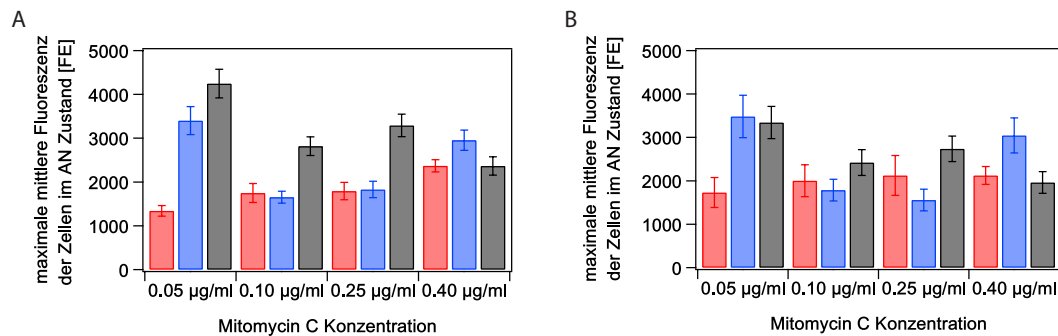 A
maximale mittlere Fluoreszenz
der Zellen im AN Zustand [FE]
5000
4000
3000
2000
1000
0
0.05 µg/ml
0.10 µg/ml
0.25 µg/ml
0.40 µg/ml
Mitomycin C Konzentration
B
maximale mittlere Fluoreszenz
der Zellen im AN Zustand [FE]
5000
4000
3000
2000
1000
0
0.05 µg/ml
0.10 µg/ml
0.25 µg/ml
0.40 µg/ml
Mitomycin C Konzentration